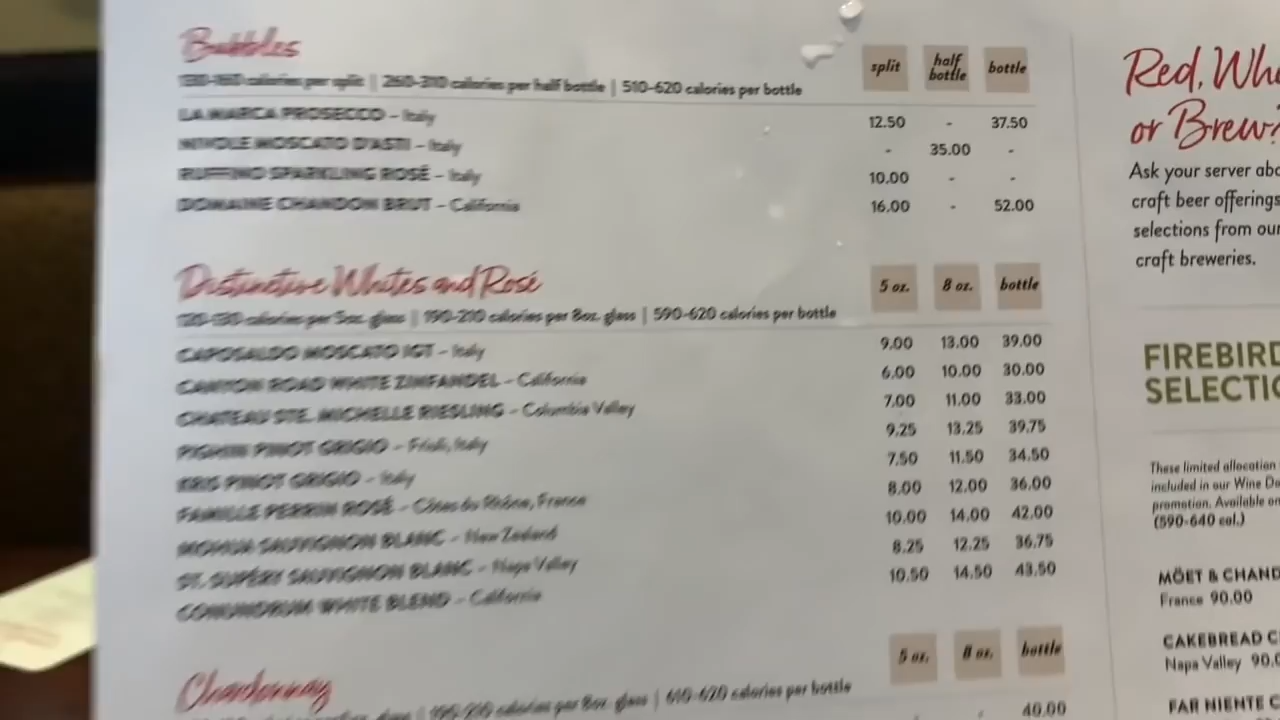 Bubbles
130-160 calories per split | 260-310 calories per half bottle | 510-620 calories per bottle
split half bottle bottle
LA MARCA PROSECCO – Italy 12.50 - 37.50
MOSCATO D'ASTI – Italy - 35.00 -
RUFFINO SPARKLING ROSÉ – Italy 10.00 - -
DOMAINE CHANDON BRUT – California 16.00 - 52.00
Distinctive Whites and Rosé
120-130 calories per 5oz. glass | 190-210 calories per 8oz. glass | 590-620 calories per bottle
5 oz. 8 oz. bottle
CAPOSALDO MOSCATO IGT – Italy 9.00 13.00 39.00
CANYON ROAD WHITE ZINFANDEL – California 6.00 10.00 30.00
CHATEAU STE. MICHELLE RIESLING – Columbia Valley 7.00 11.00 33.00
PIGHIN PINOT GRIGIO – Friuli, Italy 9.25 13.25 39.75
KRIS PINOT GRIGIO – Italy 7.50 11.50 34.50
FAMILLE PERRIN ROSÉ – Côtes du Rhône, France 8.00 12.00 36.00
MOHUA SAUVIGNON BLANC – New Zealand 10.00 14.00 42.00
ST. SUPÉRY SAUVIGNON BLANC – Napa Valley 8.25 12.25 36.75
CONUNDRUM WHITE BLEND – California 10.50 14.50 43.50
Chardonnay
calories per 8oz. glass | 610-620 calories per bottle
5 oz. 8 oz. bottle
40.00
Red, Whi
or Brew?
Ask your server abo
craft beer offerings
selections from our
craft breweries.
FIREBIRD
SELECTIO
These limited allocation
included in our Wine Do
promotion. Available on
(590-640 cal.)
MÖET & CHAND
France 90.00
CAKEBREAD C
Napa Valley 90.0
FAR NIENTE C